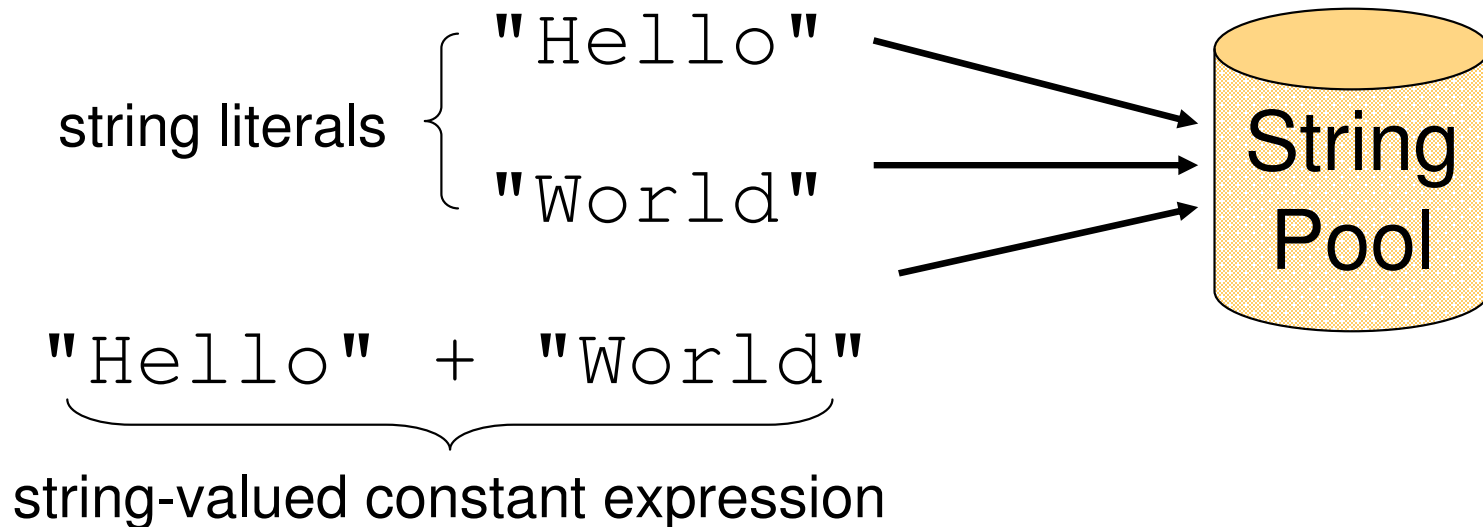 "Hello"
string literals
"World"
"Hello" + "World"
string-valued constant expression
String
Pool